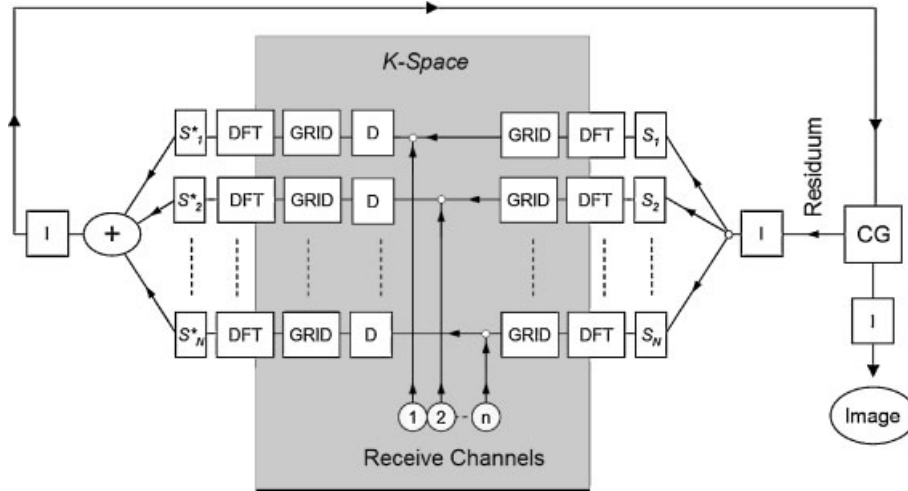 K-Space
S*1 DFT GRID D GRID DFT S1
S*2 DFT GRID D GRID DFT S2
Residuum
I + I CG
S*N DFT GRID D GRID DFT SN
I
1 2 n
Image
Receive Channels